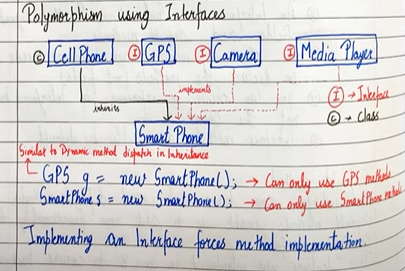 Polymorphism using Interfaces
© Cell Phone Ⓘ GPS Ⓘ Camera Ⓘ Media Player
implements
Ⓘ → Interface
inherits
© → class
Smart Phone
Similar to Dynamic method dispatch in Inheritance
GPS g = new SmartPhone(); → Can only use GPS methods
SmartPhone s = new SmartPhone(); → Can only use SmartPhone methods
Implementing an Interface forces method implementation.